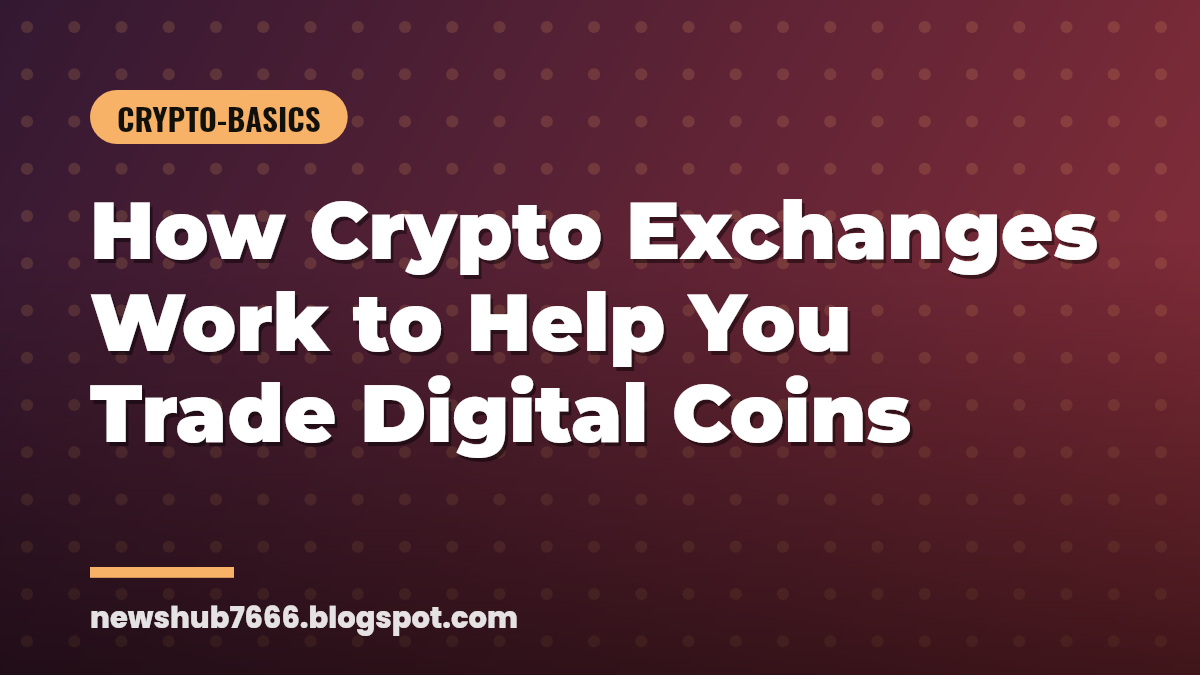 CRYPTO-BASICS
How Crypto Exchanges
Work to Help You
Trade Digital Coins
newshub7666.blogspot.com